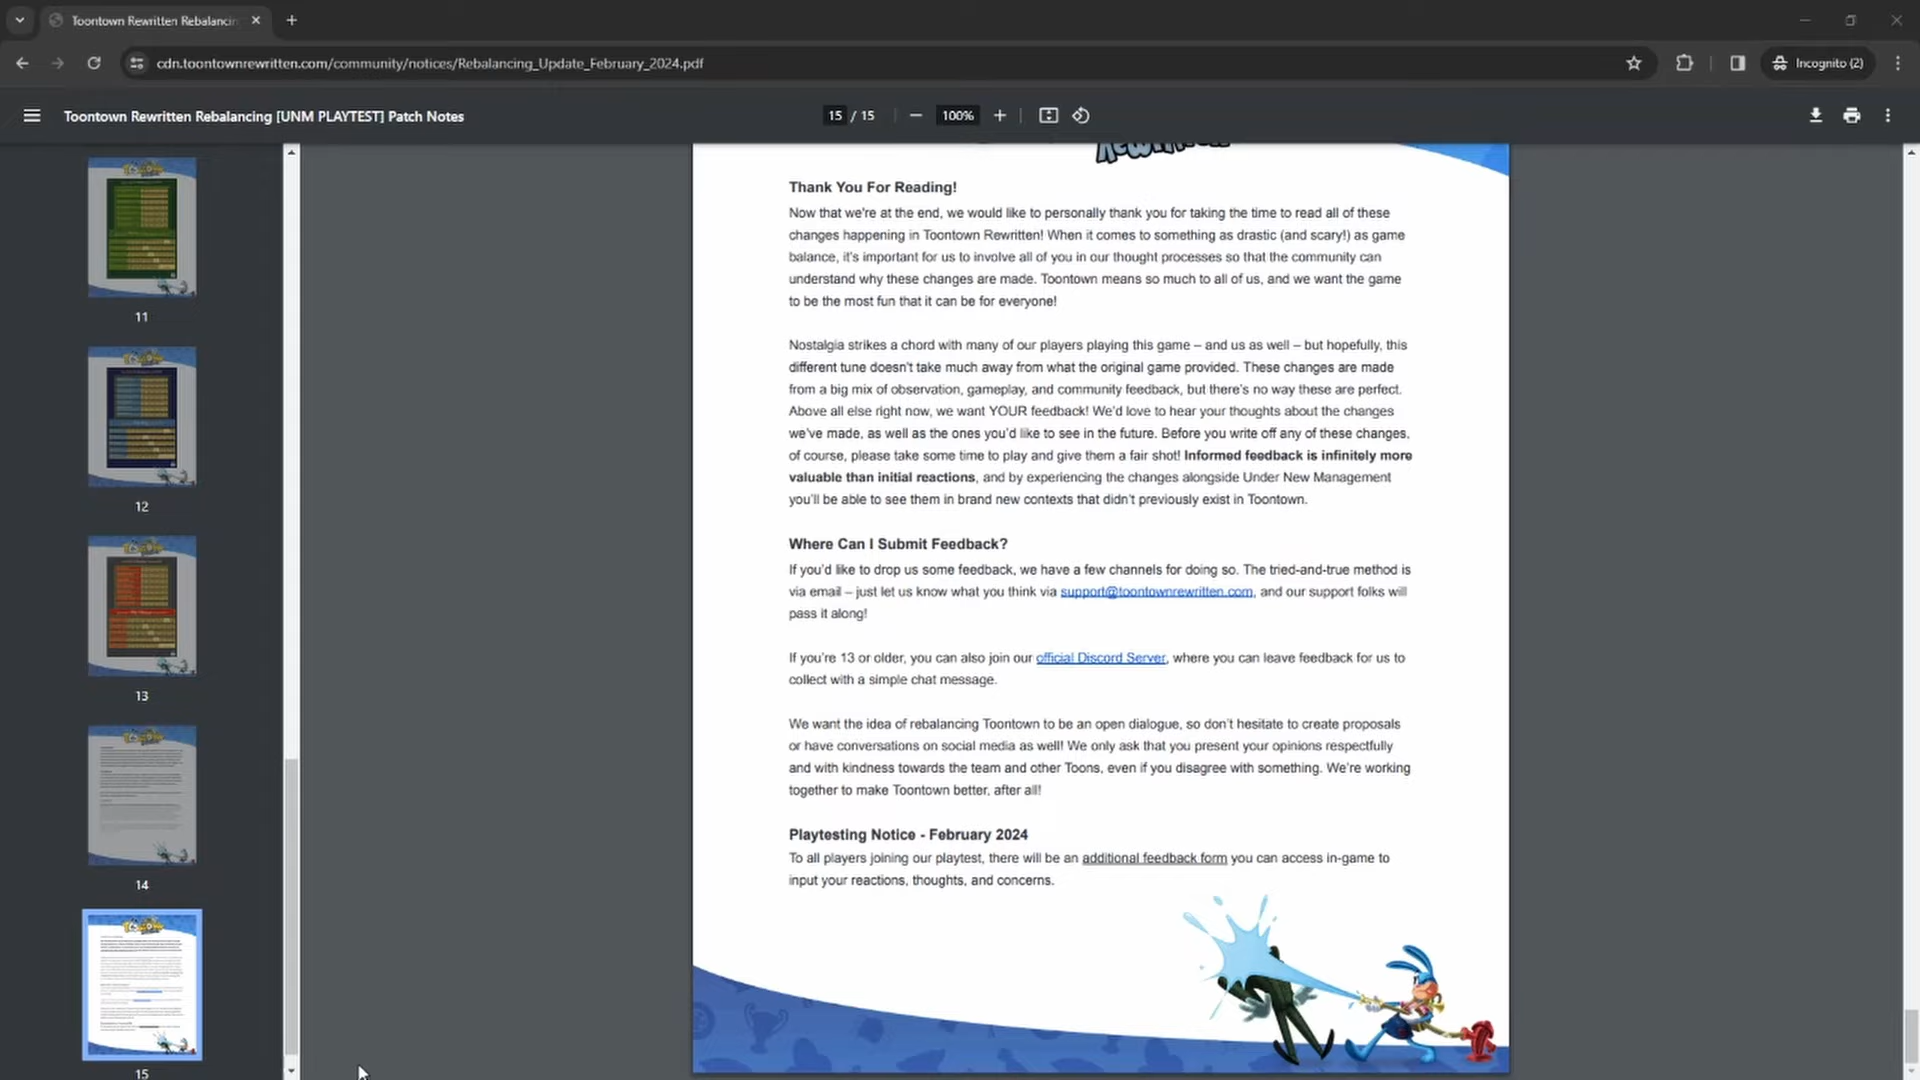 Toontown Rewritten Rebalancin
cdn.toontownrewritten.com/community/notices/Rebalancing_Update_February_2024.pdf
Incognito (2)
Toontown Rewritten Rebalancing [UNM PLAYTEST] Patch Notes
15 / 15
100%
11
12
13
14
15
Thank You For Reading!
Now that we're at the end, we would like to personally thank you for taking the time to read all of these
changes happening in Toontown Rewritten! When it comes to something as drastic (and scary!) as game
balance, it's important for us to involve all of you in our thought processes so that the community can
understand why these changes are made. Toontown means so much to all of us, and we want the game
to be the most fun that it can be for everyone!
Nostalgia strikes a chord with many of our players playing this game – and us as well – but hopefully, this
different tune doesn't take much away from what the original game provided. These changes are made
from a big mix of observation, gameplay, and community feedback, but there's no way these are perfect.
Above all else right now, we want YOUR feedback! We'd love to hear your thoughts about the changes
we've made, as well as the ones you'd like to see in the future. Before you write off any of these changes,
of course, please take some time to play and give them a fair shot! Informed feedback is infinitely more
valuable than initial reactions, and by experiencing the changes alongside Under New Management
you'll be able to see them in brand new contexts that didn't previously exist in Toontown.
Where Can I Submit Feedback?
If you'd like to drop us some feedback, we have a few channels for doing so. The tried-and-true method is
via email – just let us know what you think via support@toontownrewritten.com, and our support folks will
pass it along!
If you're 13 or older, you can also join our official Discord Server, where you can leave feedback for us to
collect with a simple chat message.
We want the idea of rebalancing Toontown to be an open dialogue, so don't hesitate to create proposals
or have conversations on social media as well! We only ask that you present your opinions respectfully
and with kindness towards the team and other Toons, even if you disagree with something. We're working
together to make Toontown better, after all!
Playtesting Notice - February 2024
To all players joining our playtest, there will be an additional feedback form you can access in-game to
input your reactions, thoughts, and concerns.